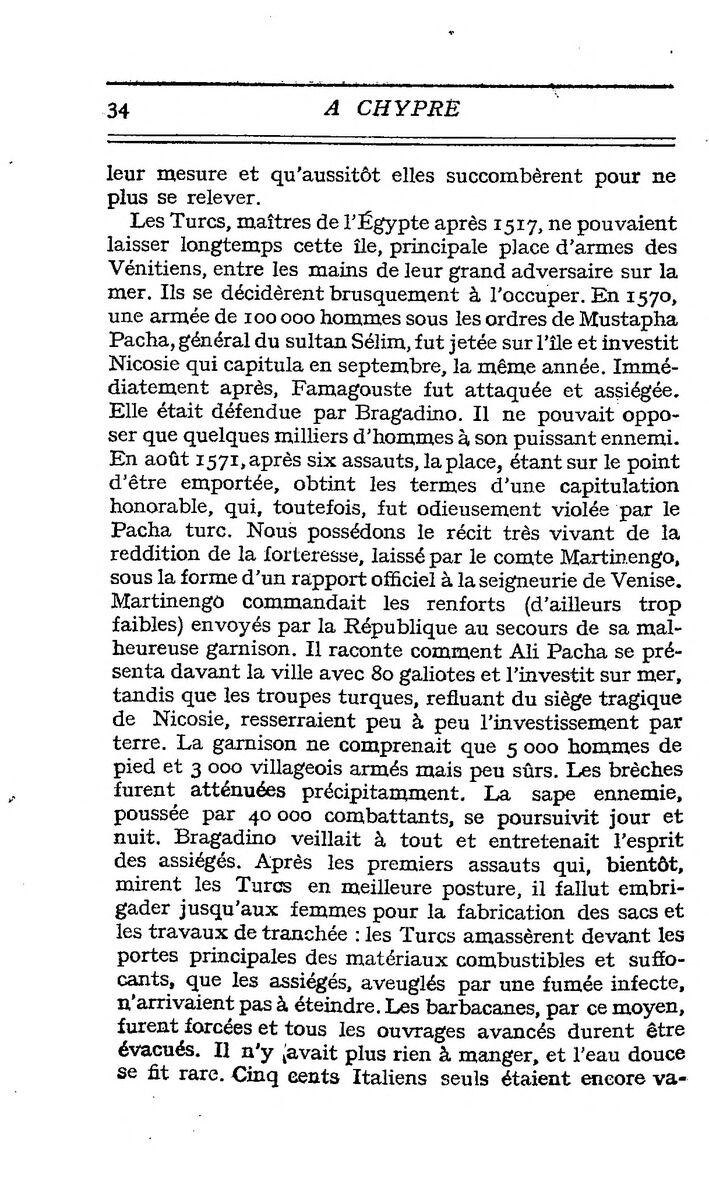 34 A CHYPRE
leur mesure et qu'aussitôt elles succombèrent pour ne
plus se relever.
Les Turcs, maîtres de l'Égypte après 1517, ne pouvaient
laisser longtemps cette île, principale place d'armes des
Vénitiens, entre les mains de leur grand adversaire sur la
mer. Ils se décidèrent brusquement à l'occuper. En 1570,
une armée de 100 000 hommes sous les ordres de Mustapha
Pacha, général du sultan Sélim, fut jetée sur l'île et investit
Nicosie qui capitula en septembre, la même année. Immé-
diatement après, Famagouste fut attaquée et assiégée.
Elle était défendue par Bragadino. Il ne pouvait oppo-
ser que quelques milliers d'hommes à son puissant ennemi.
En août 1571, après six assauts, la place, étant sur le point
d'être emportée, obtint les termes d'une capitulation
honorable, qui, toutefois, fut odieusement violée par le
Pacha turc. Nous possédons le récit très vivant de la
reddition de la forteresse, laissé par le comte Martinengo,
sous la forme d'un rapport officiel à la seigneurie de Venise.
Martinengo commandait les renforts (d'ailleurs trop
faibles) envoyés par la République au secours de sa mal-
heureuse garnison. Il raconte comment Ali Pacha se pré-
senta davant la ville avec 80 galiotes et l'investit sur mer,
tandis que les troupes turques, refluant du siège tragique
de Nicosie, resserraient peu à peu l'investissement par
terre. La garnison ne comprenait que 5 000 hommes de
pied et 3 000 villageois armés mais peu sûrs. Les brèches
furent atténuées précipitamment. La sape ennemie,
poussée par 40 000 combattants, se poursuivit jour et
nuit. Bragadino veillait à tout et entretenait l'esprit
des assiégés. Après les premiers assauts qui, bientôt,
mirent les Turcs en meilleure posture, il fallut embri-
gader jusqu'aux femmes pour la fabrication des sacs et
les travaux de tranchée : les Turcs amassèrent devant les
portes principales des matériaux combustibles et suffo-
cants, que les assiégés, aveuglés par une fumée infecte,
n'arrivaient pas à éteindre. Les barbacanes, par ce moyen,
furent forcées et tous les ouvrages avancés durent être
évacués. Il n'y avait plus rien à manger, et l'eau douce
se fit rare. Cinq cents Italiens seuls étaient encore va-